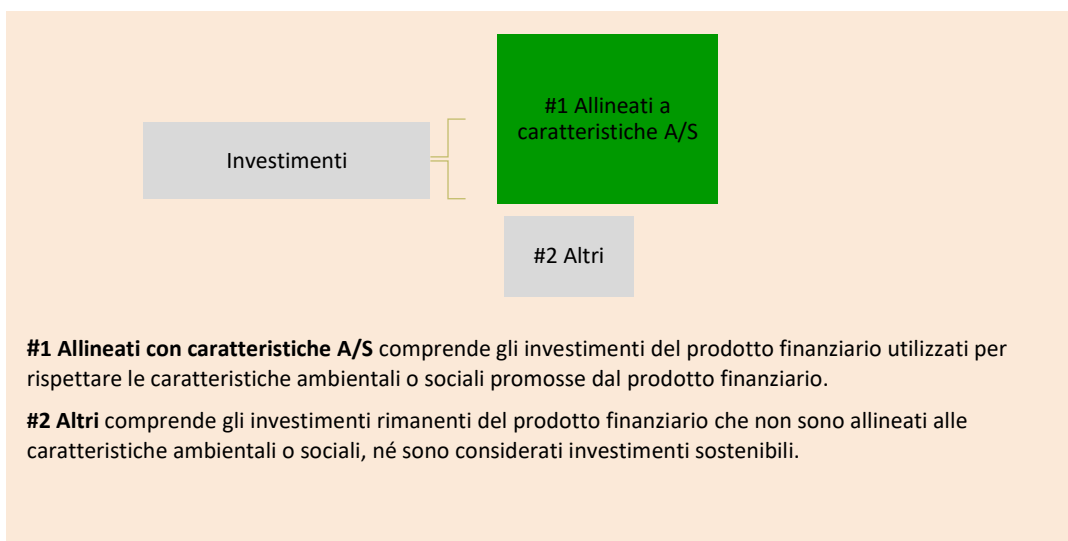 #1 Allineati a
caratteristiche A/S
Investimenti
#2 Altri
#1 Allineati con caratteristiche A/S comprende gli investimenti del prodotto finanziario utilizzati per
rispettare le caratteristiche ambientali o sociali promosse dal prodotto finanziario.
#2 Altri comprende gli investimenti rimanenti del prodotto finanziario che non sono allineati alle
caratteristiche ambientali o sociali, né sono considerati investimenti sostenibili.